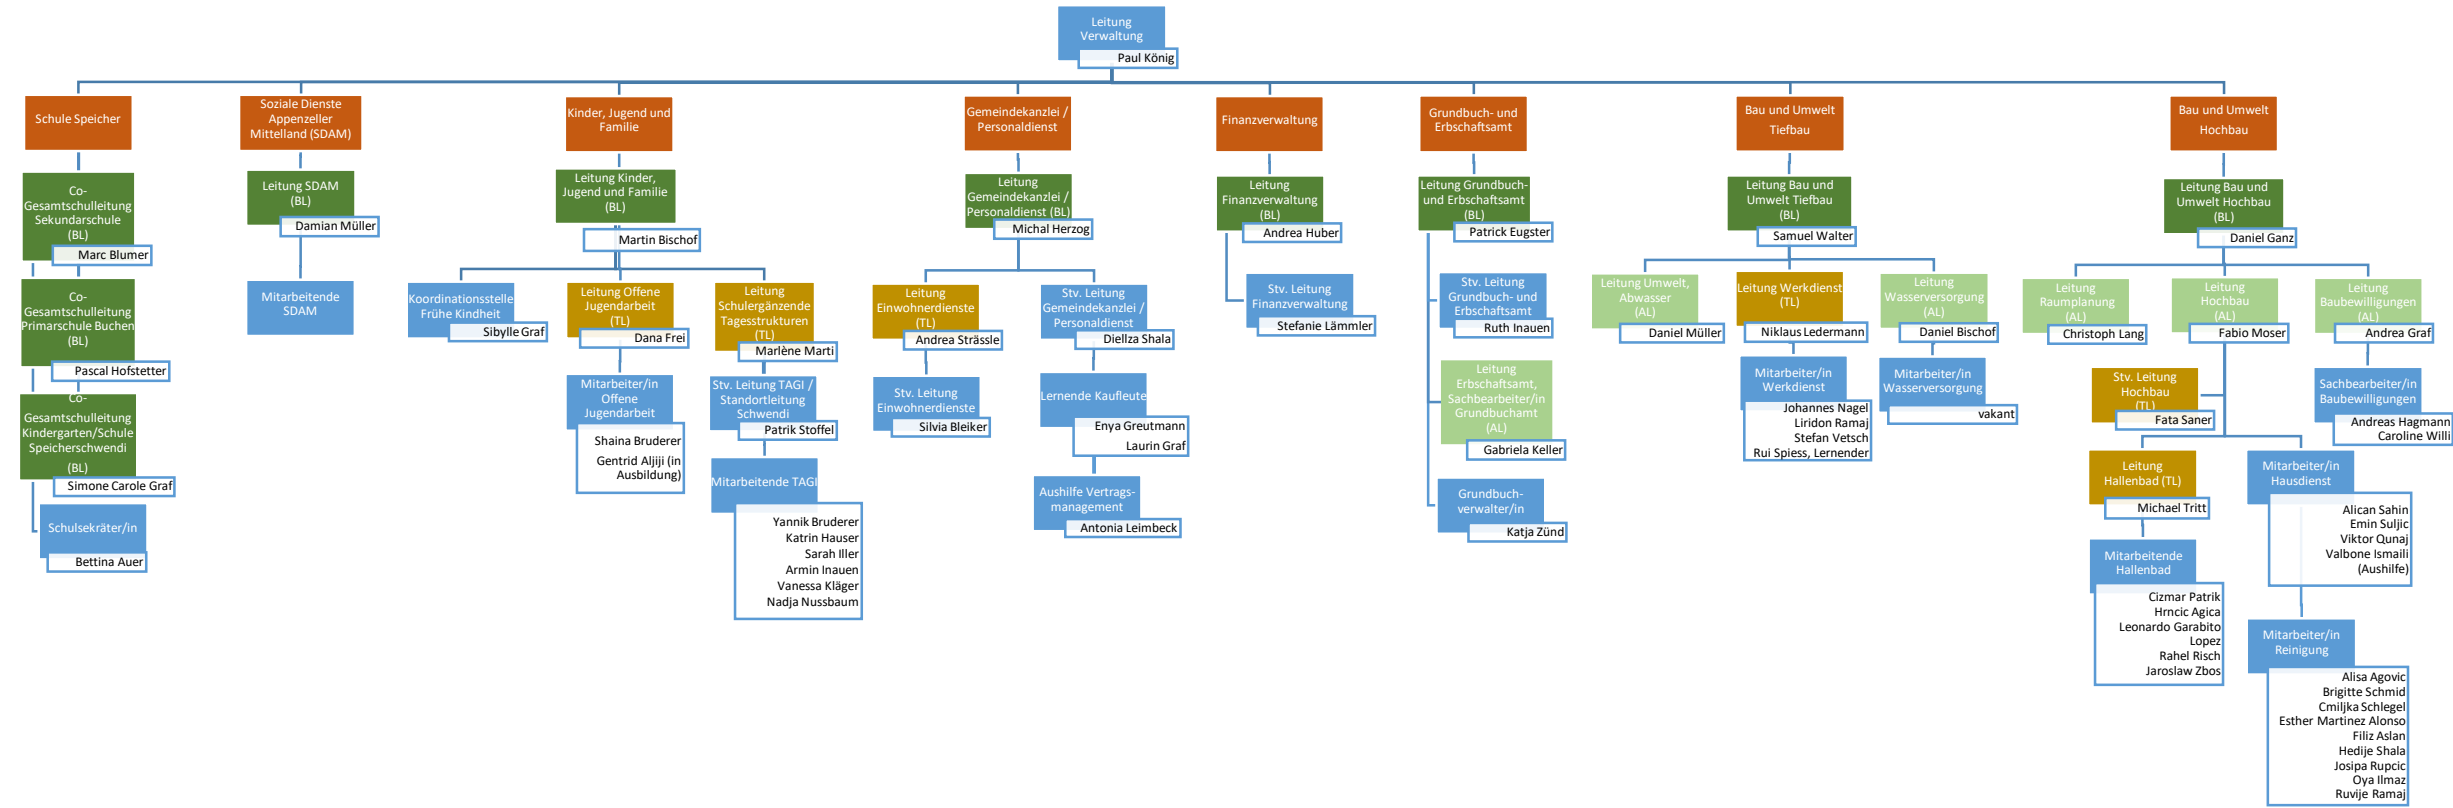 Leitung
Verwaltung
Paul König
Schule Speicher
Co-
Gesamtschulleitung
Sekundarschule
(BL)
Marc Blumer
Co-
Gesamtschulleitung
Primarschule Buchen
(BL)
Pascal Hofstetter
Co-
Gesamtschulleitung
Kindergarten/Schule
Speicherschwendi
(BL)
Simone Carole Graf
Schulsekräter/in
Bettina Auer
Soziale Dienste
Appenzeller
Mittelland (SDAM)
Leitung SDAM
(BL)
Damian Müller
Mitarbeitende
SDAM
Kinder, Jugend und
Familie
Leitung Kinder,
Jugend und Familie
(BL)
Martin Bischof
Koordinationsstelle
Frühe Kindheit
Sibylle Graf
Leitung Offene
Jugendarbeit
(TL)
Dana Frei
Mitarbeiter/in
Offene
Jugendarbeit
Shaina Bruderer
Gentrid Aljiji (in
Ausbildung)
Leitung
Schulergänzende
Tagesstrukturen
(TL)
Marlène Marti
Stv. Leitung TAGI /
Standortleitung
Schwendi
Patrik Stoffel
Mitarbeitende TAGI
Yannik Bruderer
Katrin Hauser
Sarah Iller
Armin Inauen
Vanessa Kläger
Nadja Nussbaum
Gemeindekanzlei /
Personaldienst
Leitung
Gemeindekanzlei /
Personaldienst (BL)
Michal Herzog
Leitung
Einwohnerdienste
(TL)
Andrea Strässle
Stv. Leitung
Einwohnerdienste
Silvia Bleiker
Stv. Leitung
Gemeindekanzlei /
Personaldienst
Diellza Shala
Lernende Kaufleute
Enya Greutmann
Laurin Graf
Aushilfe Vertrags-
management
Antonia Leimbeck
Finanzverwaltung
Leitung
Finanzverwaltung
(BL)
Andrea Huber
Stv. Leitung
Finanzverwaltung
Stefanie Lämmler
Grundbuch- und
Erbschaftsamt
Leitung Grundbuch-
und Erbschaftsamt
(BL)
Patrick Eugster
Stv. Leitung
Grundbuch- und
Erbschaftsamt
Ruth Inauen
Leitung
Erbschaftsamt,
Sachbearbeiter/in
Grundbuchamt
(AL)
Gabriela Keller
Grundbuch-
verwalter/in
Katja Zünd
Bau und Umwelt
Tiefbau
Leitung Bau und
Umwelt Tiefbau
(BL)
Samuel Walter
Leitung Umwelt,
Abwasser
(AL)
Daniel Müller
Leitung Werkdienst
(TL)
Niklaus Ledermann
Mitarbeiter/in
Werkdienst
Johannes Nagel
Liridon Ramaj
Stefan Vetsch
Rui Spiess, Lernender
Leitung
Wasserversorgung
(AL)
Daniel Bischof
Mitarbeiter/in
Wasserversorgung
vakant
Bau und Umwelt
Hochbau
Leitung Bau und
Umwelt Hochbau
(BL)
Daniel Ganz
Leitung
Raumplanung
(AL)
Christoph Lang
Leitung
Hochbau
(AL)
Fabio Moser
Stv. Leitung
Hochbau
(TL)
Fata Saner
Leitung
Hallenbad (TL)
Michael Tritt
Mitarbeitende
Hallenbad
Cizmar Patrik
Hrncic Agica
Leonardo Garabito
Lopez
Rahel Risch
Jaroslaw Zbos
Mitarbeiter/in
Hausdienst
Alican Sahin
Emin Suljic
Viktor Qunaj
Valbone Ismaili
(Aushilfe)
Mitarbeiter/in
Reinigung
Alisa Agovic
Brigitte Schmid
Cmiljka Schlegel
Esther Martinez Alonso
Filiz Aslan
Hedije Shala
Josipa Rupcic
Oya Ilmaz
Ruvije Ramaj
Leitung
Baubewilligungen
(AL)
Andrea Graf
Sachbearbeiter/in
Baubewilligungen
Andreas Hagmann
Caroline Willi